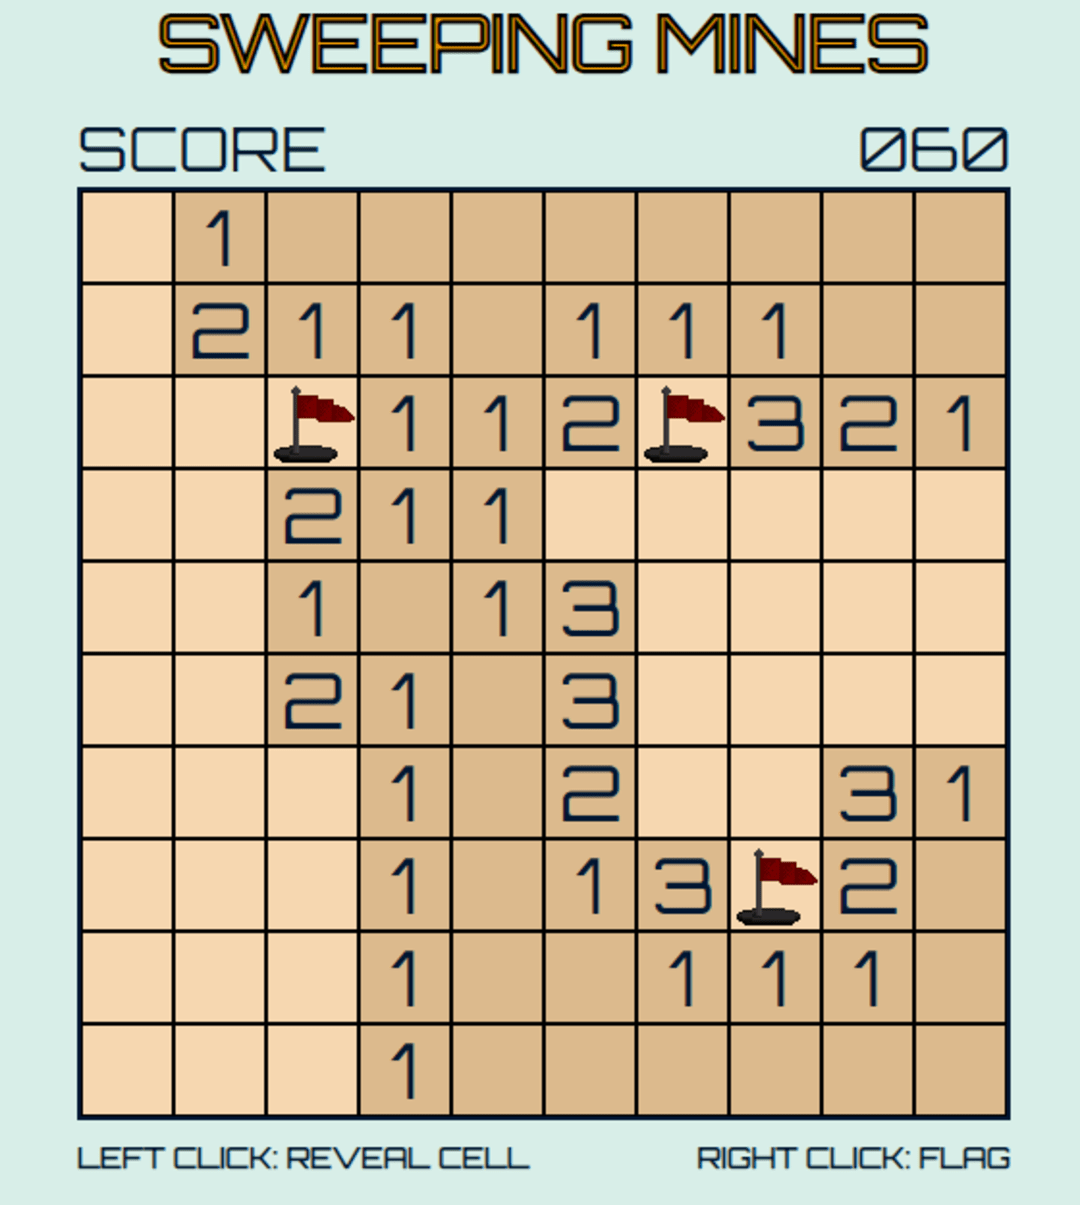 SWEEPING MINES
SCORE 060
1
2 1 1 1 1 1
1 1 2 3 2 1
2 1 1
1 1 3
2 1 3
1 2 3 1
1 1 3 2
1 1 1 1
1
LEFT CLICK: REVEAL CELL RIGHT CLICK: FLAG